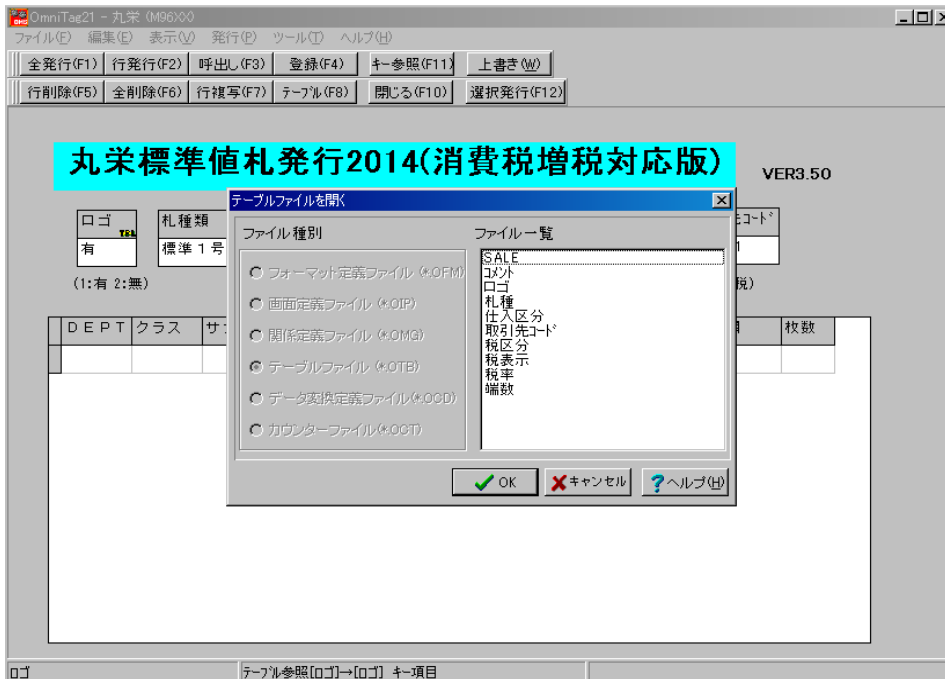 OmniTag21 - 丸栄 (M96XX)
ファイル(F) 編集(E) 表示(V) 発行(P) ツール(T) ヘルプ(H)
全発行(F1) 行発行(F2) 呼出し(F3) 登録(F4) キー参照(F11) 上書き(W)
行削除(F5) 全削除(F6) 行複写(F7) テーブル(F8) 閉じる(F10) 選択発行(F12)
丸栄標準値札発行2014(消費税増税対応版)
VER3.50
テーブルファイルを開く
ロゴ
TBL
有
(1:有 2:無)
札種類
標準1号
コード
1
税)
ファイル種別
フォーマット定義ファイル (*.OFM)
画面定義ファイル (*.OIP)
関係定義ファイル (*.OMG)
テーブルファイル (*.OTB)
データ変換定義ファイル(*.OCD)
カウンターファイル(*.OCT)
ファイル一覧
SALE
コメント
ロゴ
札種
仕入区分
取引先コード
税区分
税表示
税率
端数
OK キャンセル ヘルプ(H)
DEPT クラス サ 枚数
ロゴ テーブル参照[ロゴ]→[ロゴ] キー項目